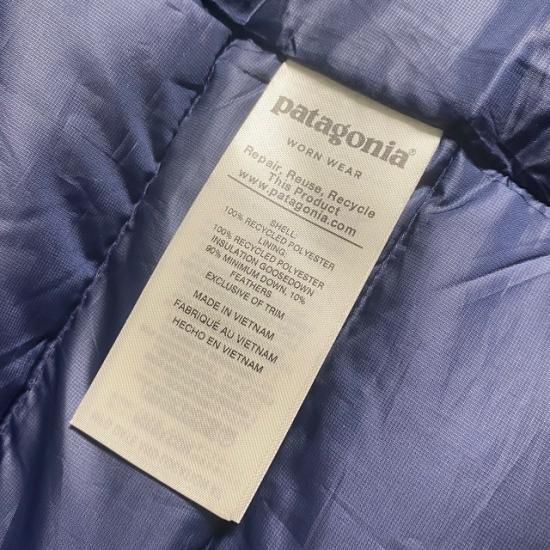 patagonia®
WORN WEAR
Repair, Reuse, Recycle
This Product
www.patagonia.com
SHELL:
100% RECYCLED POLYESTER
LINING:
100% RECYCLED POLYESTER
INSULATION GOOSEDOWN
90% MINIMUM DOWN, 10%
FEATHERS
EXCLUSIVE OF TRIM
MADE IN VIETNAM
FABRIQUÉ AU VIETNAM
HECHO EN VIETNAM